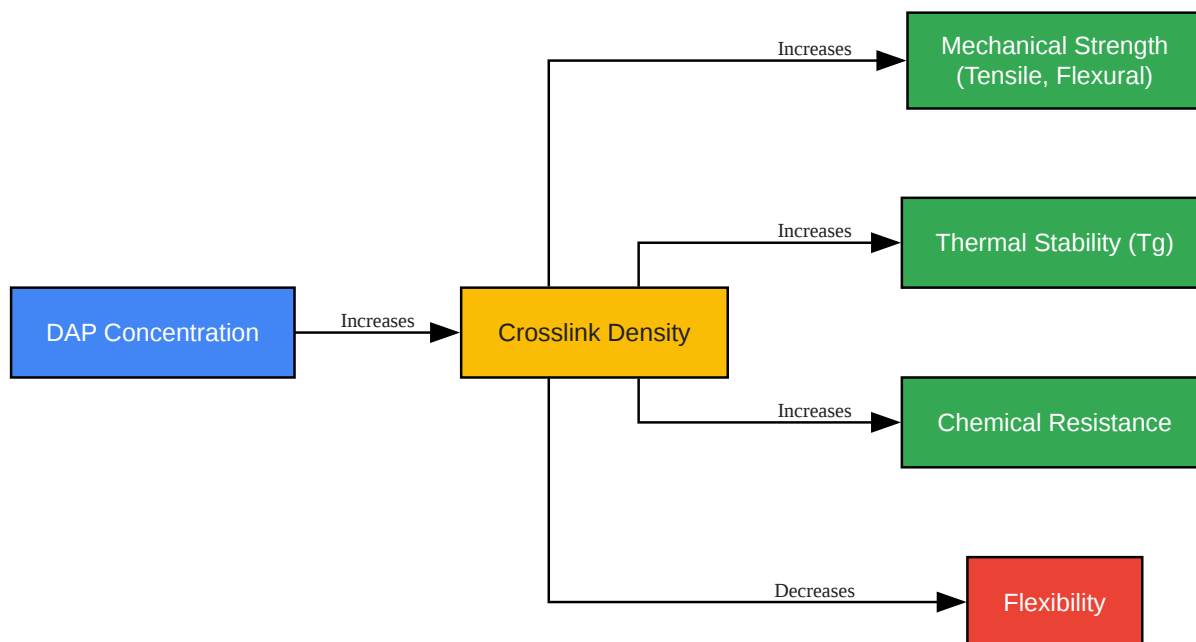 Increases
Mechanical Strength
(Tensile, Flexural)
Increases
Thermal Stability (Tg)
DAP Concentration
Increases
Crosslink Density
Increases
Chemical Resistance
Decreases
Flexibility